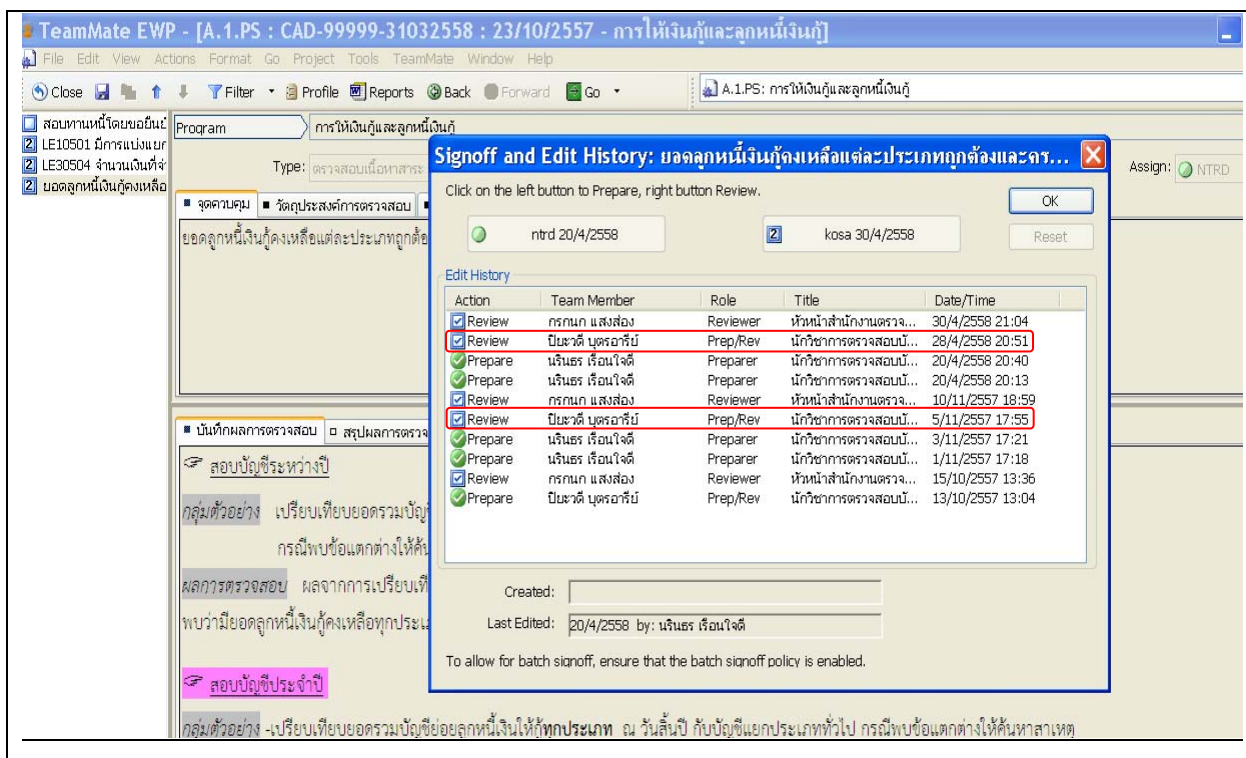 TeamMate EWP - [A.1.PS : CAD-99999-31032558 : 23/10/2557 - การให้เงินกู้และลูกหนี้เงินกู้]
File Edit View Actions Format Go Project Tools TeamMate Window Help
Close Filter Profile Reports Back Forward Go A.1.PS: การให้เงินกู้และลูกหนี้เงินกู้
สอบทานหนี้โดยขอยืนยั
LE10501 มีการแบ่งแยก
LE30504 จำนวนเงินที่จ่
ยอดลูกหนี้เงินกู้คงเหลือ
Program การให้เงินกู้และลูกหนี้เงินกู้
Type: ตรวจสอบเนื้อหาสาระ
Assign: NTRD
จุดควบคุม วัตถุประสงค์การตรวจสอบ
ยอดลูกหนี้เงินกู้คงเหลือแต่ละประเภทถูกต้อ
Signoff and Edit History: ยอดลูกหนี้เงินกู้คงเหลือแต่ละประเภทถูกต้องและคร...
Click on the left button to Prepare, right button Review.
OK
ntrd 20/4/2558 2 kosa 30/4/2558 Reset
Edit History
Action Team Member Role Title Date/Time
Review กรกนก แสงส่อง Reviewer หัวหน้าสำนักงานตรวจ... 30/4/2558 21:04
Review ปิยะวดี บุตรอารีย์ Prep/Rev นักวิชาการตรวจสอบบั... 28/4/2558 20:51
Prepare นรินธร เรือนใจดี Preparer นักวิชาการตรวจสอบบั... 20/4/2558 20:40
Prepare นรินธร เรือนใจดี Preparer นักวิชาการตรวจสอบบั... 20/4/2558 20:13
Review กรกนก แสงส่อง Reviewer หัวหน้าสำนักงานตรวจ... 10/11/2557 18:59
Review ปิยะวดี บุตรอารีย์ Prep/Rev นักวิชาการตรวจสอบบั... 5/11/2557 17:55
Prepare นรินธร เรือนใจดี Preparer นักวิชาการตรวจสอบบั... 3/11/2557 17:21
Prepare นรินธร เรือนใจดี Preparer นักวิชาการตรวจสอบบั... 1/11/2557 17:18
Review กรกนก แสงส่อง Reviewer หัวหน้าสำนักงานตรวจ... 15/10/2557 13:36
Prepare ปิยะวดี บุตรอารีย์ Prep/Rev นักวิชาการตรวจสอบบั... 13/10/2557 13:04
Created:
Last Edited: 20/4/2558 by: นรินธร เรือนใจดี
To allow for batch signoff, ensure that the batch signoff policy is enabled.
บันทึกผลการตรวจสอบ สรุปผลการตรวจ
สอบบัญชีระหว่างปี
กลุ่มตัวอย่าง เปรียบเทียบยอดรวมบัญชี
กรณีพบข้อแตกต่างให้ค้น
ผลการตรวจสอบ ผลจากการเปรียบเที
พบว่ามียอดลูกหนี้เงินกู้คงเหลือทุกประเภ
สอบบัญชีประจำปี
กลุ่มตัวอย่าง -เปรียบเทียบยอดรวมบัญชีย่อยลูกหนี้เงินให้กู้ทุกประเภท ณ วันสิ้นปี กับบัญชีแยกประเภททั่วไป กรณีพบข้อแตกต่างให้ค้นหาสาเหตุ